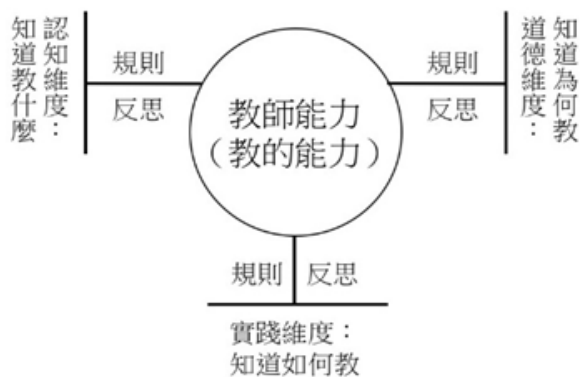 認知維度：
知道教什麼
規則
反思
教師能力
（教的能力）
規則
反思
知道為何教
道德維度：
規則
反思
實踐維度：
知道如何教